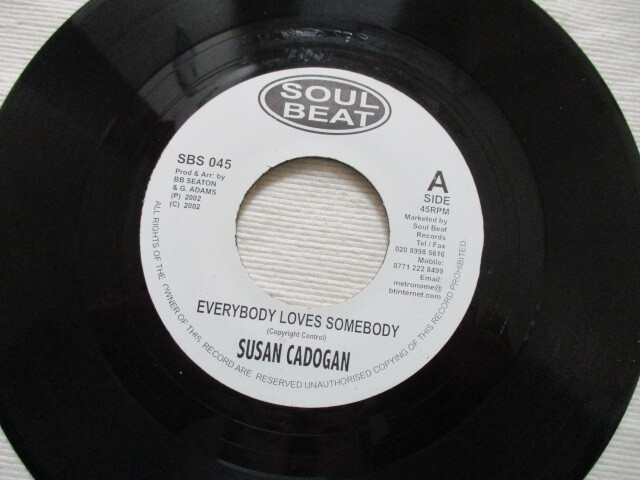 SOUL
BEAT
SBS 045
Prod & Arr: by
BB SEATON
& G. ADAMS
(P) 2002
(C) 2002
A
SIDE
45RPM
Marketed by
Soul Beat
Records
Tel / Fax
020 8998 5616
Mobile:
0771 222 8499
Email:
metronome@
btinternet.com
EVERYBODY LOVES SOMEBODY
(Copyright Control)
SUSAN CADOGAN
ALL RIGHTS OF THE OWNER OF THIS RECORD ARE RESERVED UNAUTHORISED COPYING OF THIS RECORD PROHIBITED.